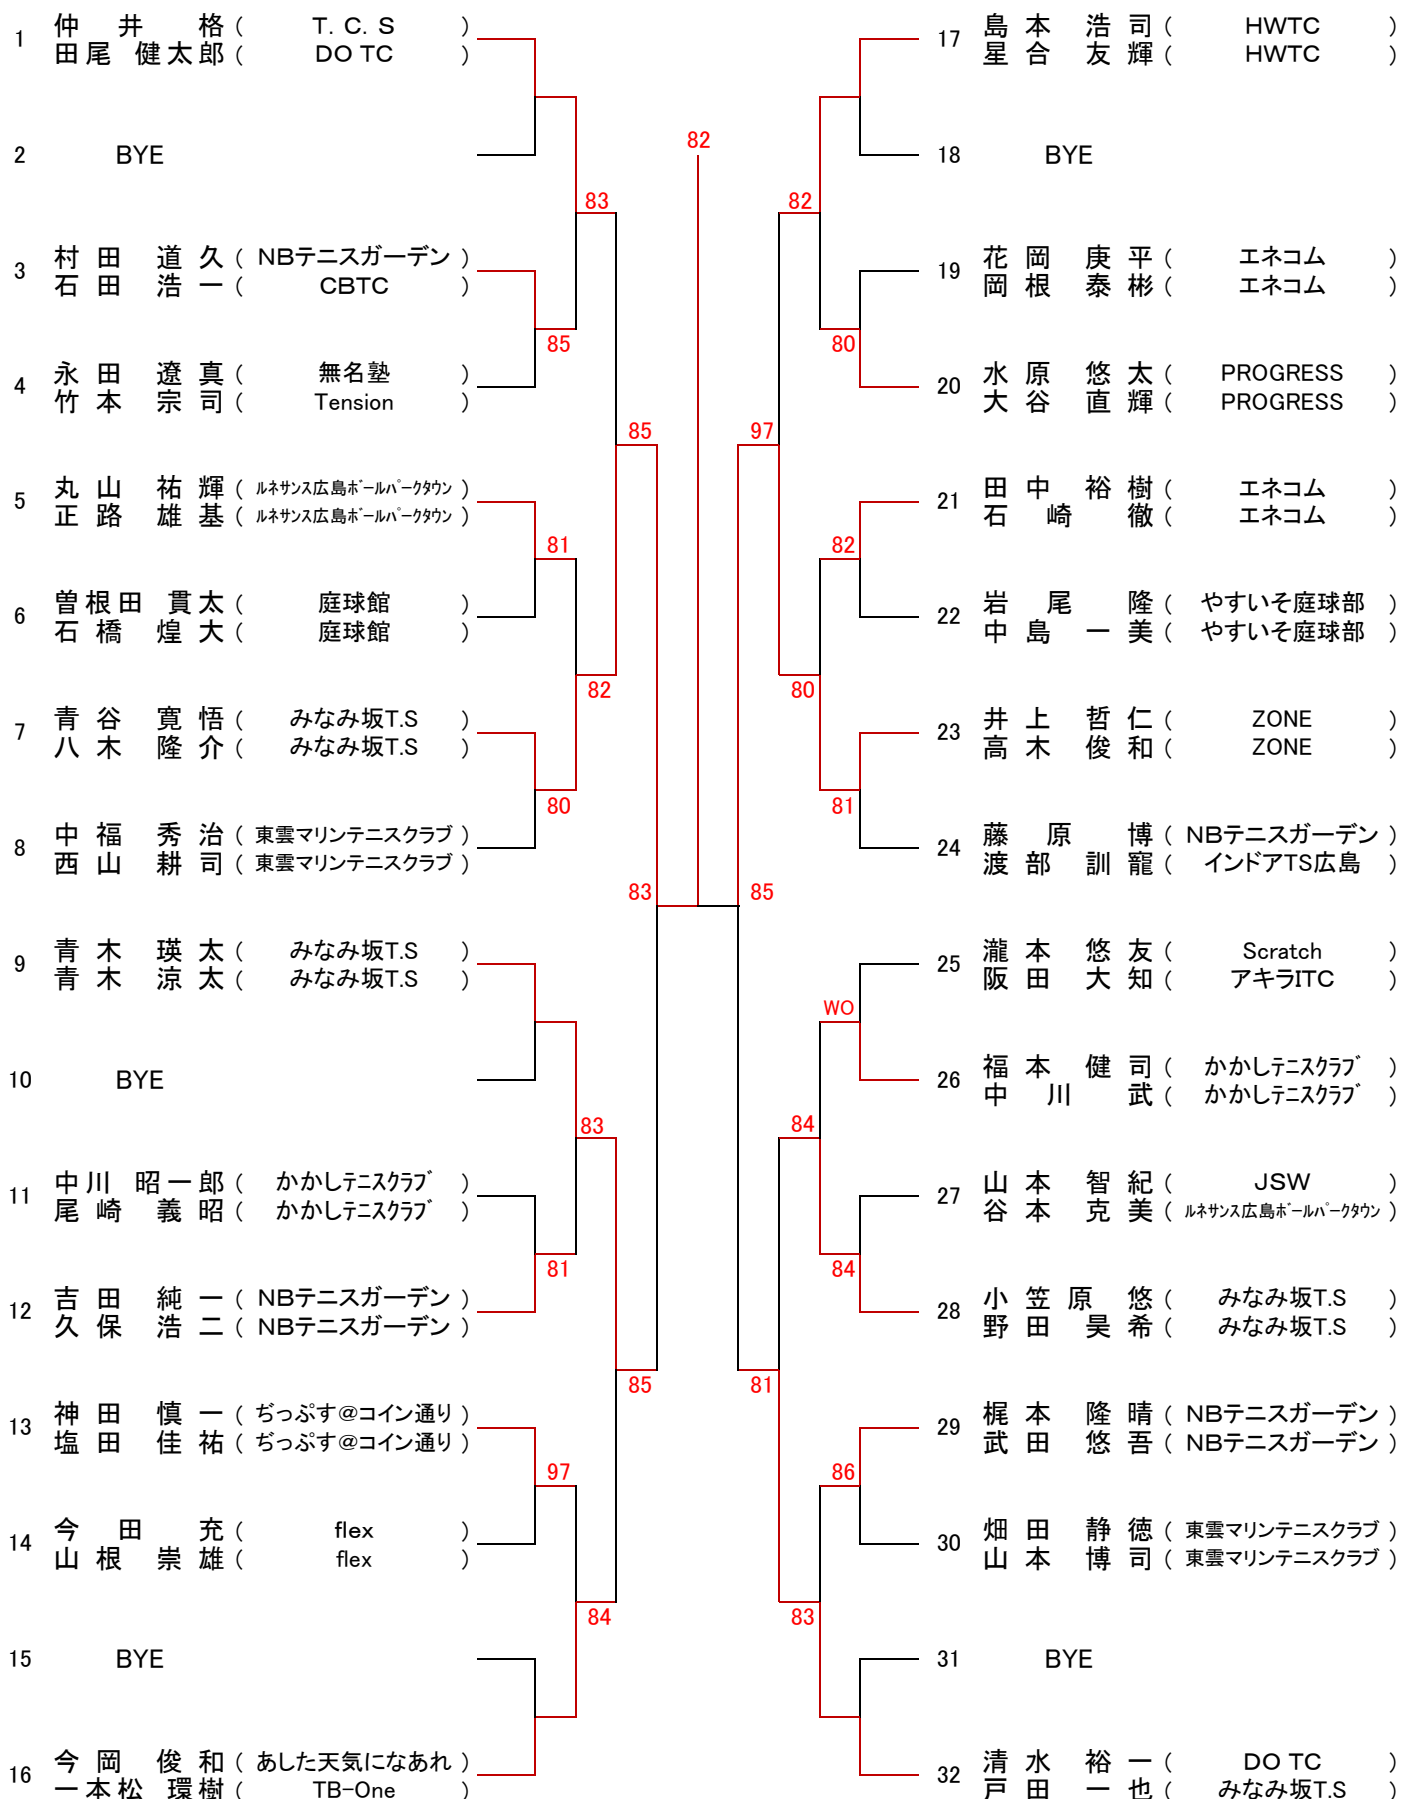 1 仲井 格 ( T. C. S )
田尾 健太郎 ( DO TC )
2 BYE
83
3 村田 道久 ( NBテニスガーデン )
石田 浩一 ( CBTC )
85
4 永田 遼真 ( 無名塾 )
竹本 宗司 ( Tension )
85
5 丸山 祐輝 ( ルネサンス広島ボールパークタウン )
正路 雄基 ( ルネサンス広島ボールパークタウン )
81
6 曽根田 貫太 ( 庭球館 )
石橋 煌大 ( 庭球館 )
82
7 青谷 寛悟 ( みなみ坂T.S )
八木 隆介 ( みなみ坂T.S )
80
8 中福 秀治 ( 東雲マリンテニスクラブ )
西山 耕司 ( 東雲マリンテニスクラブ )
83
9 青木 瑛太 ( みなみ坂T.S )
青木 涼太 ( みなみ坂T.S )
10 BYE
83
11 中川 昭一郎 ( かかしテニスクラブ )
尾崎 義昭 ( かかしテニスクラブ )
81
12 吉田 純一 ( NBテニスガーデン )
久保 浩二 ( NBテニスガーデン )
85
13 神田 慎一 ( ぢっぷす@コイン通り )
塩田 佳祐 ( ぢっぷす@コイン通り )
97
14 今田 充 ( flex )
山根 崇雄 ( flex )
84
15 BYE
16 今岡 俊和 ( あした天気になあれ )
一本松 環樹 ( TB-One )
82
17 島本 浩司 ( HWTC )
星合 友輝 ( HWTC )
18 BYE
82
19 花岡 庚平 ( エネコム )
岡根 泰彬 ( エネコム )
80
20 水原 悠太 ( PROGRESS )
大谷 直輝 ( PROGRESS )
97
21 田中 裕樹 ( エネコム )
石崎 徹 ( エネコム )
82
22 岩尾 隆 ( やすいそ庭球部 )
中島 一美 ( やすいそ庭球部 )
80
23 井上 哲仁 ( ZONE )
高木 俊和 ( ZONE )
81
24 藤原 博 ( NBテニスガーデン )
渡部 訓寵 ( インドアTS広島 )
85
25 瀧本 悠友 ( Scratch )
阪田 大知 ( アキラITC )
WO
26 福本 健司 ( かかしテニスクラブ )
中川 武 ( かかしテニスクラブ )
84
27 山本 智紀 ( JSW )
谷本 克美 ( ルネサンス広島ボールパークタウン )
84
28 小笠原 悠 ( みなみ坂T.S )
野田 昊希 ( みなみ坂T.S )
81
29 梶本 隆晴 ( NBテニスガーデン )
武田 悠吾 ( NBテニスガーデン )
86
30 畑田 静徳 ( 東雲マリンテニスクラブ )
山本 博司 ( 東雲マリンテニスクラブ )
83
31 BYE
32 清水 裕一 ( DO TC )
戸田 一也 ( みなみ坂T.S )